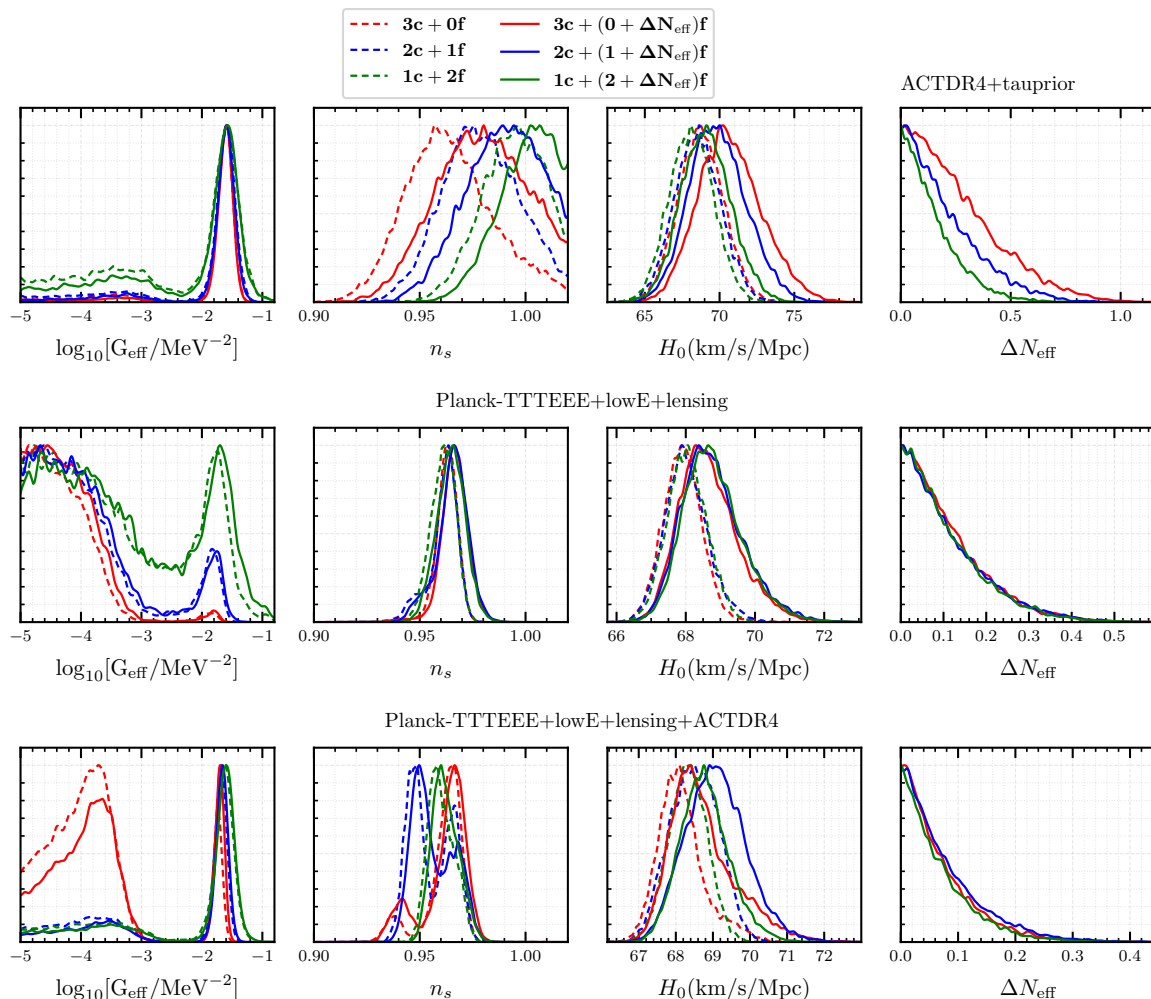 3c + 0f
3c + (0 + ΔN_eff)f
2c + 1f
2c + (1 + ΔN_eff)f
1c + 2f
1c + (2 + ΔN_eff)f
ACTDR4+tauprior
−5 −4 −3 −2 −1
0.90 0.95 1.00
65 70 75
0.0 0.5 1.0
log₁₀[G_eff/MeV⁻²]
n_s
H₀(km/s/Mpc)
ΔN_eff
Planck-TTTEEE+lowE+lensing
−5 −4 −3 −2 −1
0.90 0.95 1.00
66 68 70 72
0.0 0.1 0.2 0.3 0.4 0.5
log₁₀[G_eff/MeV⁻²]
n_s
H₀(km/s/Mpc)
ΔN_eff
Planck-TTTEEE+lowE+lensing+ACTDR4
−5 −4 −3 −2 −1
0.90 0.95 1.00
67 68 69 70 71 72
0.0 0.1 0.2 0.3 0.4
log₁₀[G_eff/MeV⁻²]
n_s
H₀(km/s/Mpc)
ΔN_eff